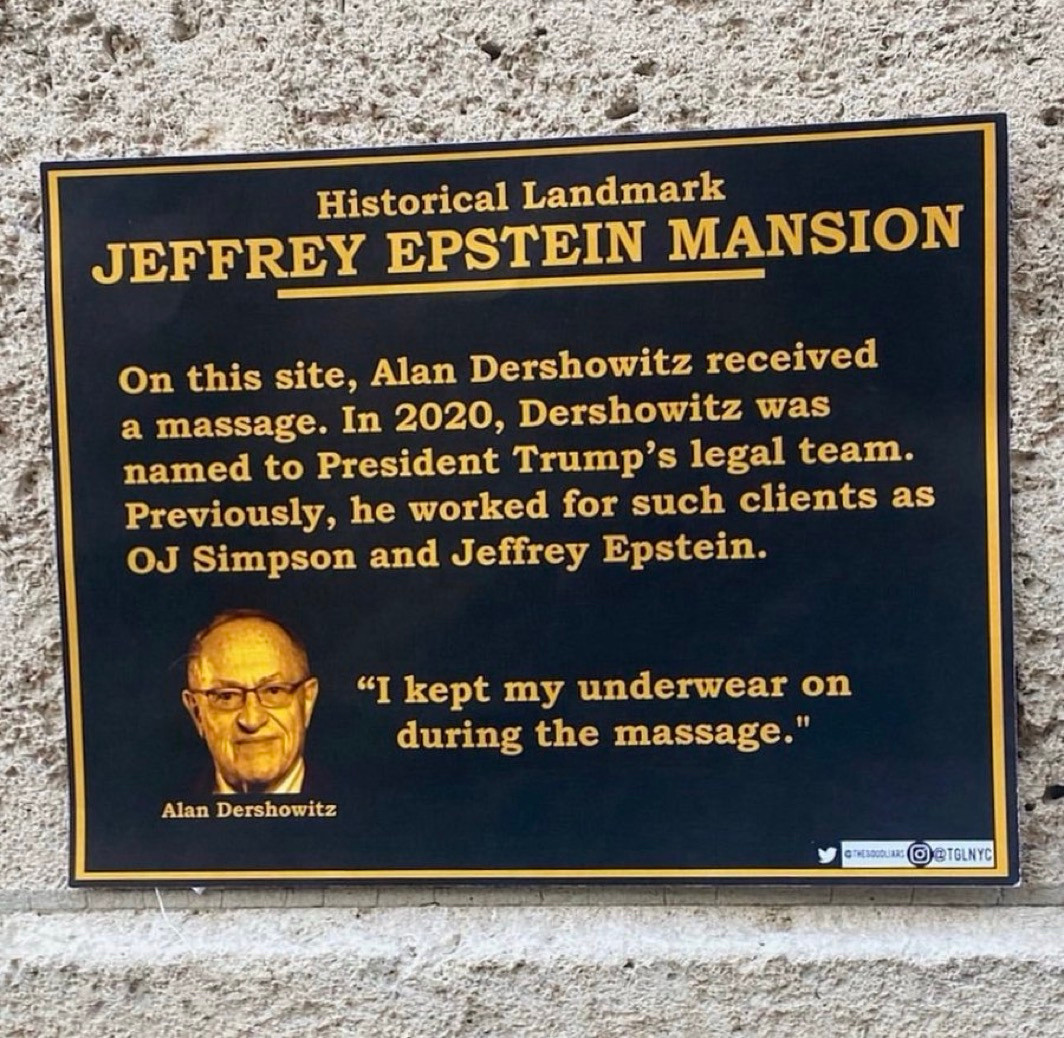 Historical Landmark
JEFFREY EPSTEIN MANSION
On this site, Alan Dershowitz received
a massage. In 2020, Dershowitz was
named to President Trump’s legal team.
Previously, he worked for such clients as
OJ Simpson and Jeffrey Epstein.
“I kept my underwear on
during the massage."
Alan Dershowitz
@THEGOODLIARS @TGLNYC